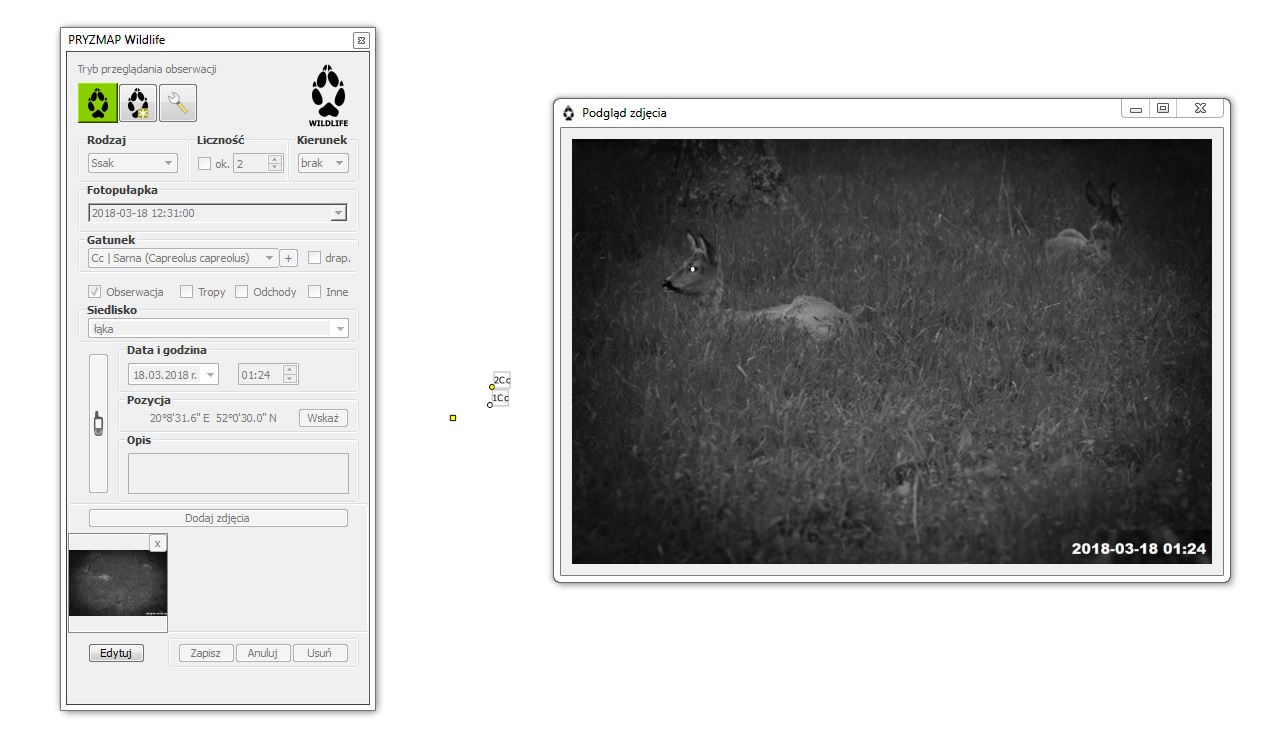 PRYZMAP Wildlife
Tryb przeglądania obserwacji
WILDLIFE
Rodzaj Liczność Kierunek
Ssak ok. 2 brak
Fotopułapka
2018-03-18 12:31:00
Gatunek
Cc | Sarna (Capreolus capreolus) + drap.
Obserwacja Tropy Odchody Inne
Siedlisko
łąka
Data i godzina
18.03.2018 r. 01:24
Pozycja
20°8'31.6" E 52°0'30.0" N Wskaż
Opis
Dodaj zdjęcia
x
Edytuj Zapisz Anuluj Usuń
2Cc
1Cc
Podgląd zdjęcia
2018-03-18 01:24